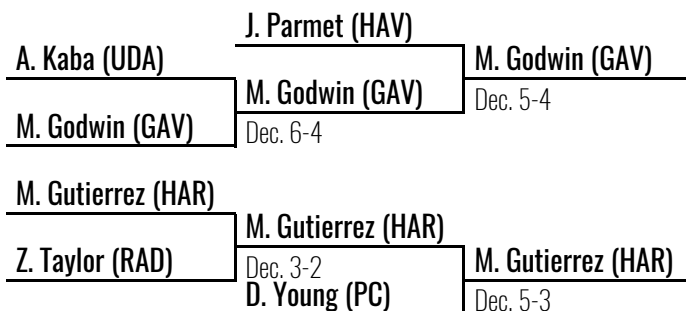 J. Parmet (HAV)
A. Kaba (UDA)
M. Godwin (GAV)
M. Godwin (GAV)
Dec. 5-4
M. Godwin (GAV)
Dec. 6-4
M. Gutierrez (HAR)
M. Gutierrez (HAR)
Z. Taylor (RAD)
Dec. 3-2
M. Gutierrez (HAR)
D. Young (PC)
Dec. 5-3